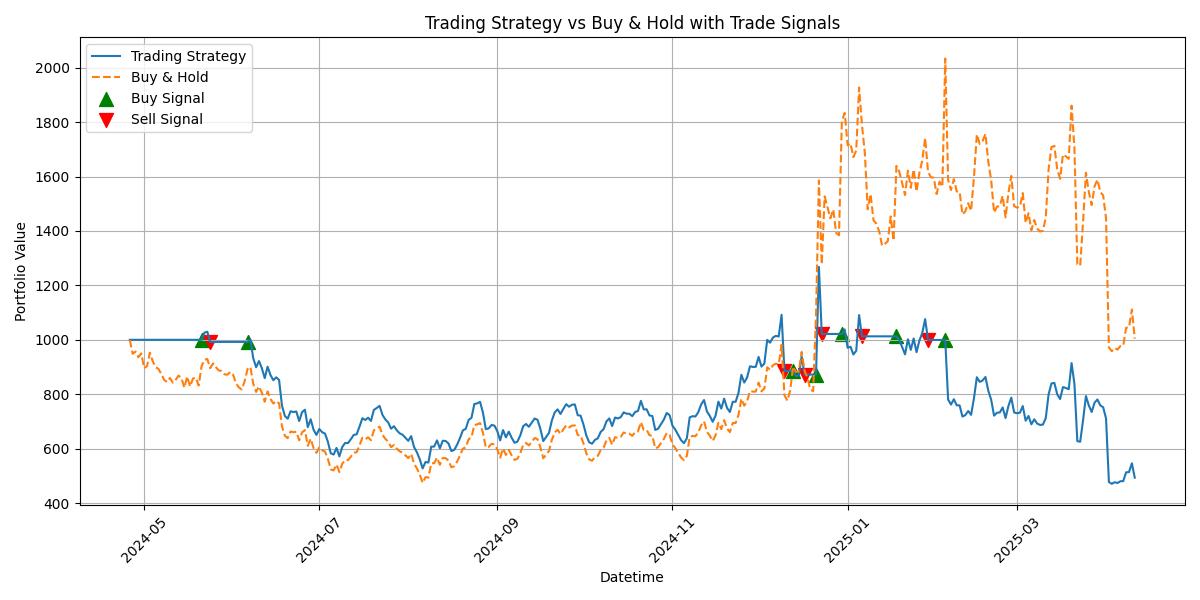 Trading Strategy vs Buy & Hold with Trade Signals
Trading Strategy
Buy & Hold
Buy Signal
Sell Signal
Portfolio Value
2000
1800
1600
1400
1200
1000
800
600
400
2024-05
2024-07
2024-09
2024-11
2025-01
2025-03
Datetime